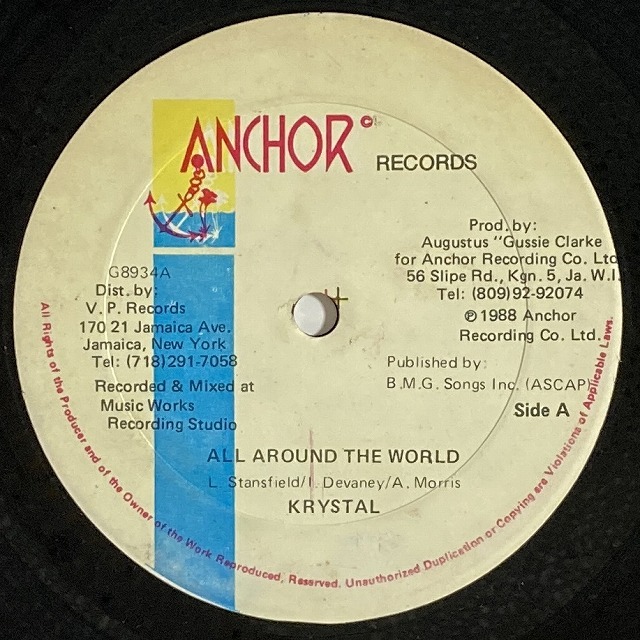 ANCHOR©
RECORDS
Prod. by:
Augustus "Gussie Clarke
for Anchor Recording Co. Ltd
56 Slipe Rd., Kgn. 5, Ja. W.I.
Tel: (809)92-92074
℗ 1988 Anchor
Recording Co. Ltd.
Published by:
B.M.G. Songs Inc. (ASCAP)
Side A
G8934A
Dist. by:
V. P. Records
170 21 Jamaica Ave.
Jamaica, New York
Tel: (718)291-7058
Recorded & Mixed at
Music Works
Recording Studio
ALL AROUND THE WORLD
L. Stansfield/I. Devaney/A. Morris
KRYSTAL
All Rights of the Producer and of the Owner of the Work Reproduced, Reserved. Unauthorized Duplication or Copying are Violations of Applicable Laws.